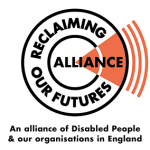 RECLAIMING
ALLIANCE
OUR FUTURES
An alliance of Disabled People
& our organisations in England